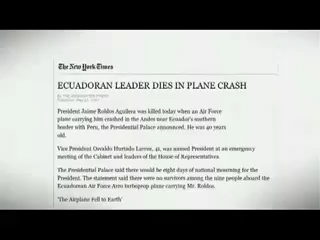 The New York Times
ECUADORAN LEADER DIES IN PLANE CRASH
President Jaime Roldos Aguilera was killed today when an Air Force
plane carrying him crashed in the Andes near Ecuador's southern
border with Peru, the Presidential Palace announced. He was 40 years
old.
Vice President Osvaldo Hurtado Larrea, 41, was named President at an emergency
meeting of the Cabinet and leaders of the House of Representatives.
The Presidential Palace said there would be eight days of national mourning for the
President. The statement said there were no survivors among the nine people aboard the
Ecuadorean Air Force Avro turboprop plane carrying Mr. Roldos.
'The Airplane Fell to Earth'